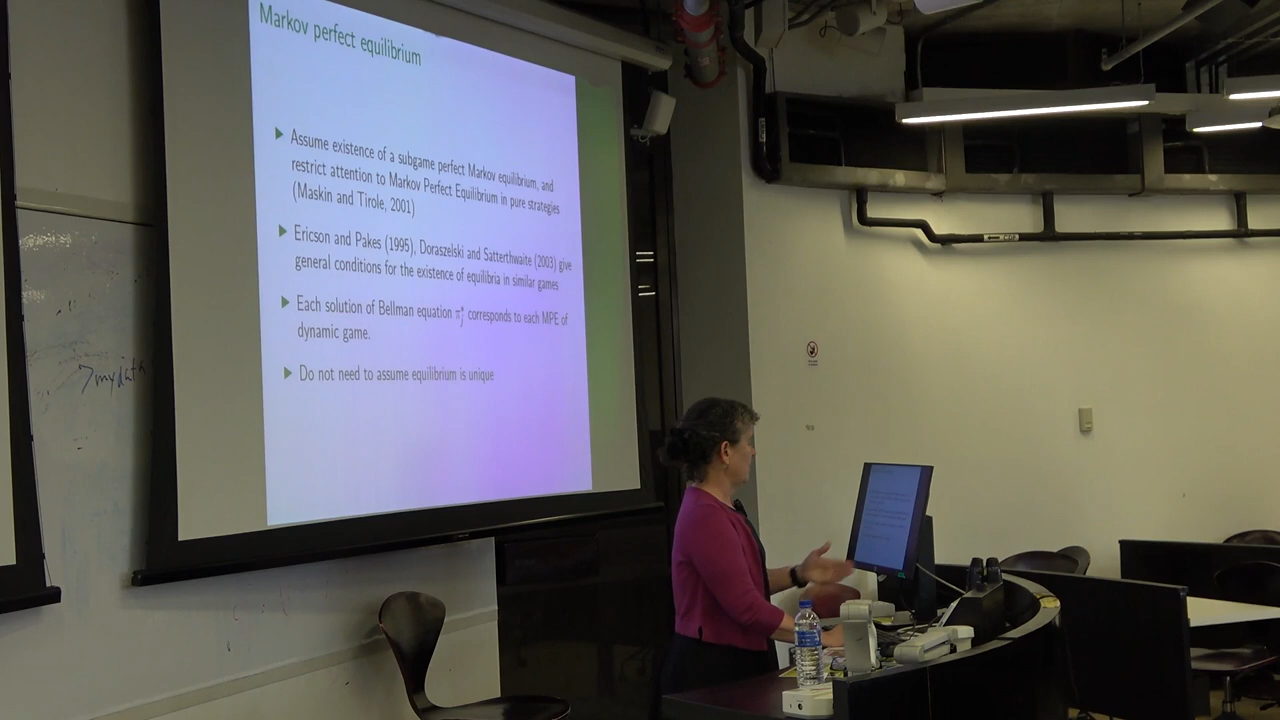 Markov perfect equilibrium
Assume existence of a subgame perfect Markov equilibrium, and
restrict attention to Markov Perfect Equilibrium in pure strategies
(Maskin and Tirole, 2001)
Ericson and Pakes (1995), Doraszelski and Satterthwaite (2003) give
general conditions for the existence of equilibria in similar games
Each solution of Bellman equation π*j corresponds to each MPE of
dynamic game.
Do not need to assume equilibrium is unique
>mydata